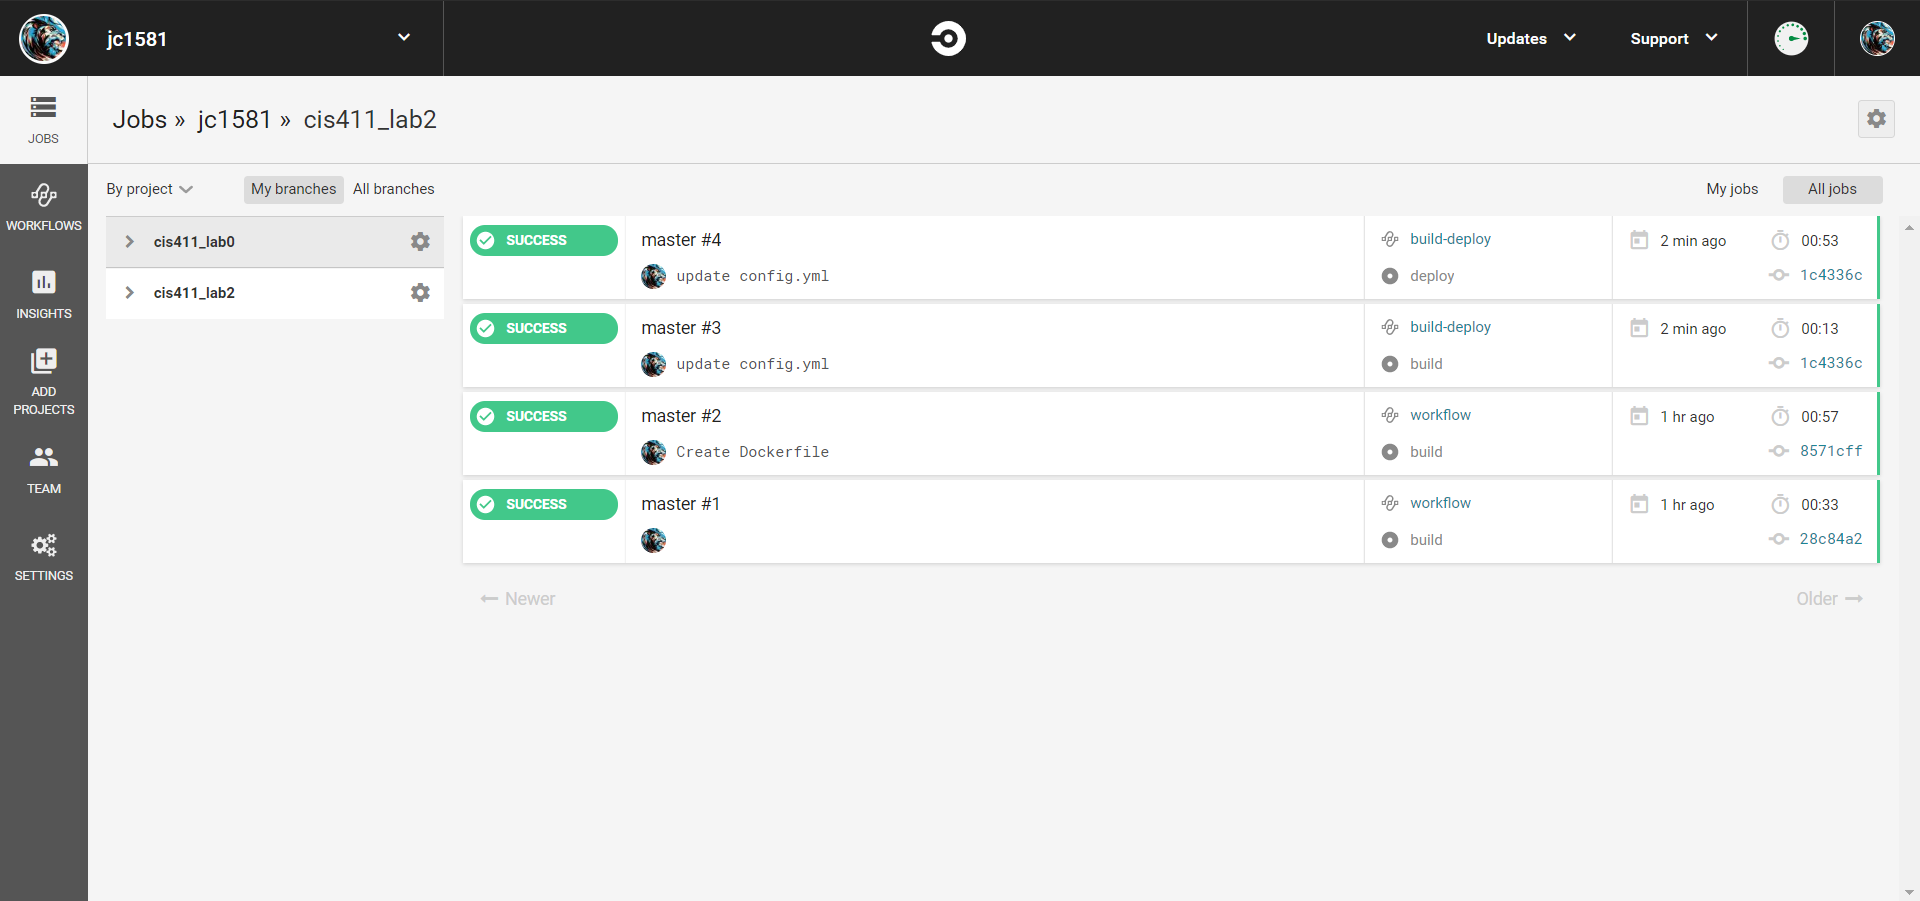 jc1581
Updates
Support
JOBS
WORKFLOWS
INSIGHTS
ADD
PROJECTS
TEAM
SETTINGS
Jobs » jc1581 » cis411_lab2
By project
My branches
All branches
My jobs
All jobs
cis411_lab0
cis411_lab2
SUCCESS
master #4
update config.yml
build-deploy
deploy
2 min ago
00:53
1c4336c
SUCCESS
master #3
update config.yml
build-deploy
build
2 min ago
00:13
1c4336c
SUCCESS
master #2
Create Dockerfile
workflow
build
1 hr ago
00:57
8571cff
SUCCESS
master #1
workflow
build
1 hr ago
00:33
28c84a2
Newer
Older